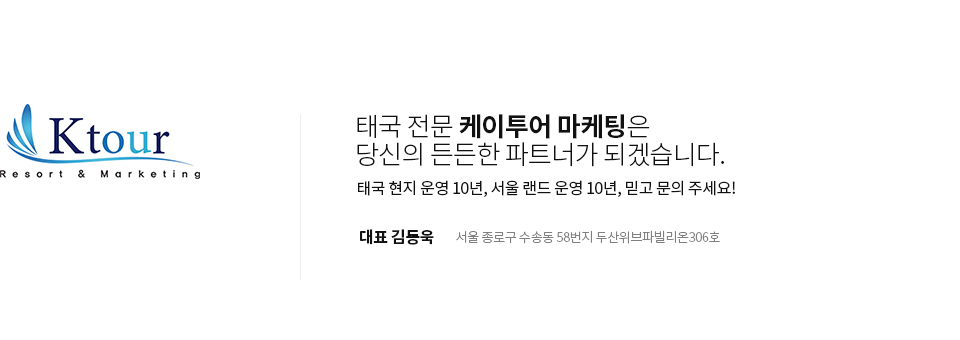 Ktour
Resort & Marketing
태국 전문 케이투어 마케팅은
당신의 든든한 파트너가 되겠습니다.
태국 현지 운영 10년, 서울 랜드 운영 10년, 믿고 문의 주세요!
대표 김동욱 서울 종로구 수송동 58번지 두산위브파빌리온306호